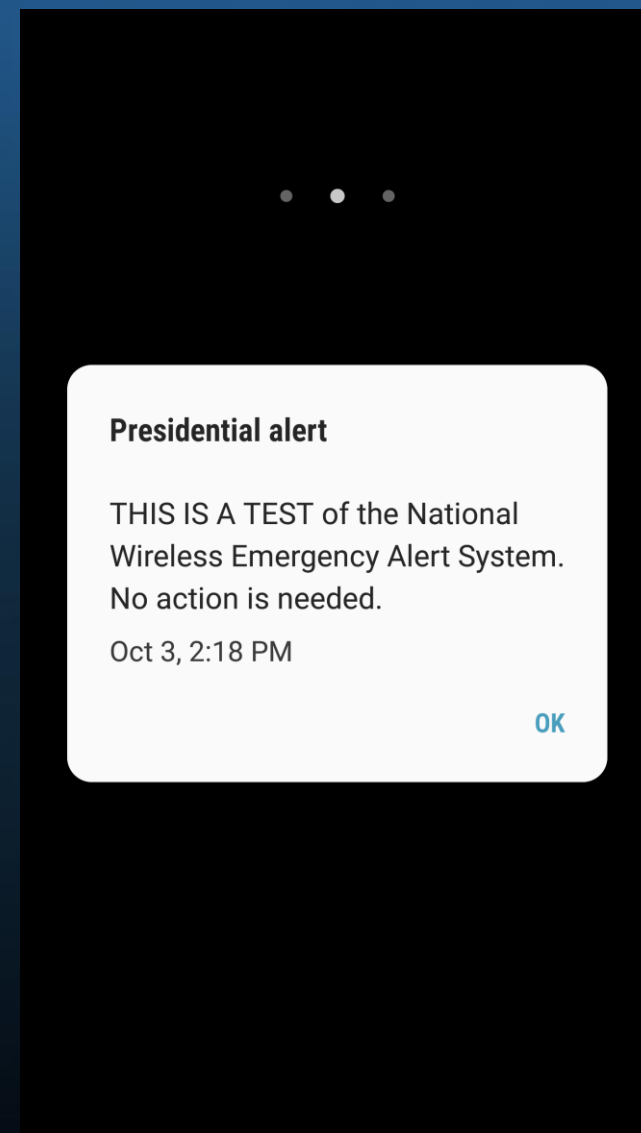 Presidential alert
THIS IS A TEST of the National
Wireless Emergency Alert System.
No action is needed.
Oct 3, 2:18 PM
OK